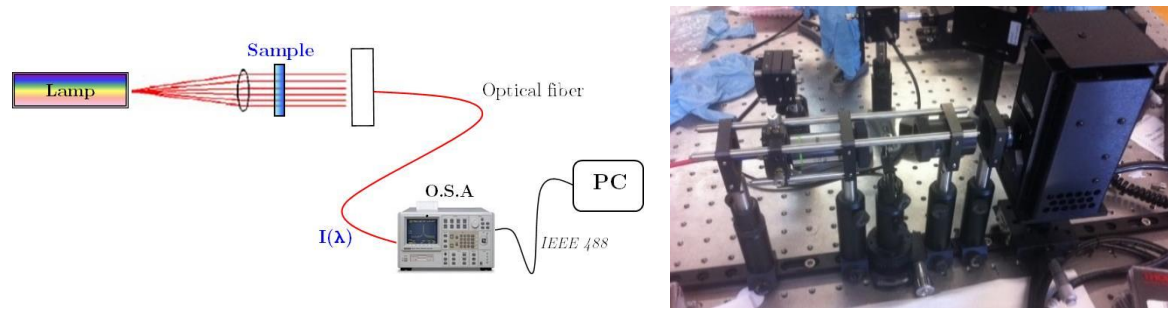 Sample
Lamp
Optical fiber
O.S.A
PC
I(λ)
IEEE 488